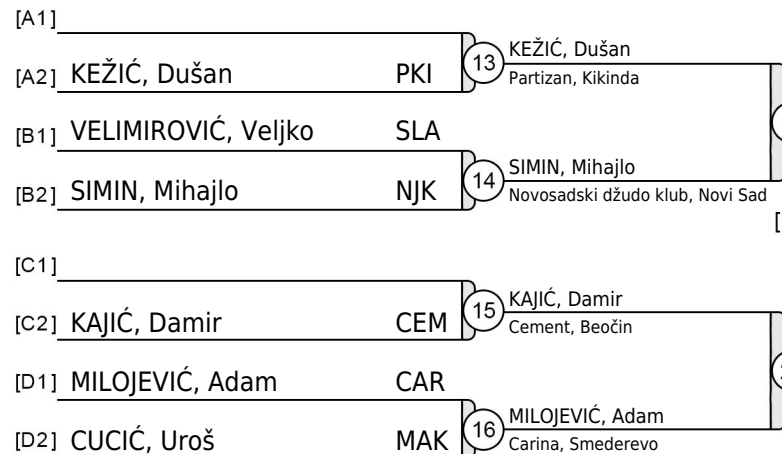 [A1]
[A2] KEŽIĆ, Dušan PKI
13
KEŽIĆ, Dušan
Partizan, Kikinda
[B1] VELIMIROVIĆ, Veljko SLA
[B2] SIMIN, Mihajlo NJK
14
SIMIN, Mihajlo
Novosadski džudo klub, Novi Sad
[
[C1]
[C2] KAJIĆ, Damir CEM
15
KAJIĆ, Damir
Cement, Beočin
[D1] MILOJEVIĆ, Adam CAR
[D2] CUCIĆ, Uroš MAK
16
MILOJEVIĆ, Adam
Carina, Smederevo